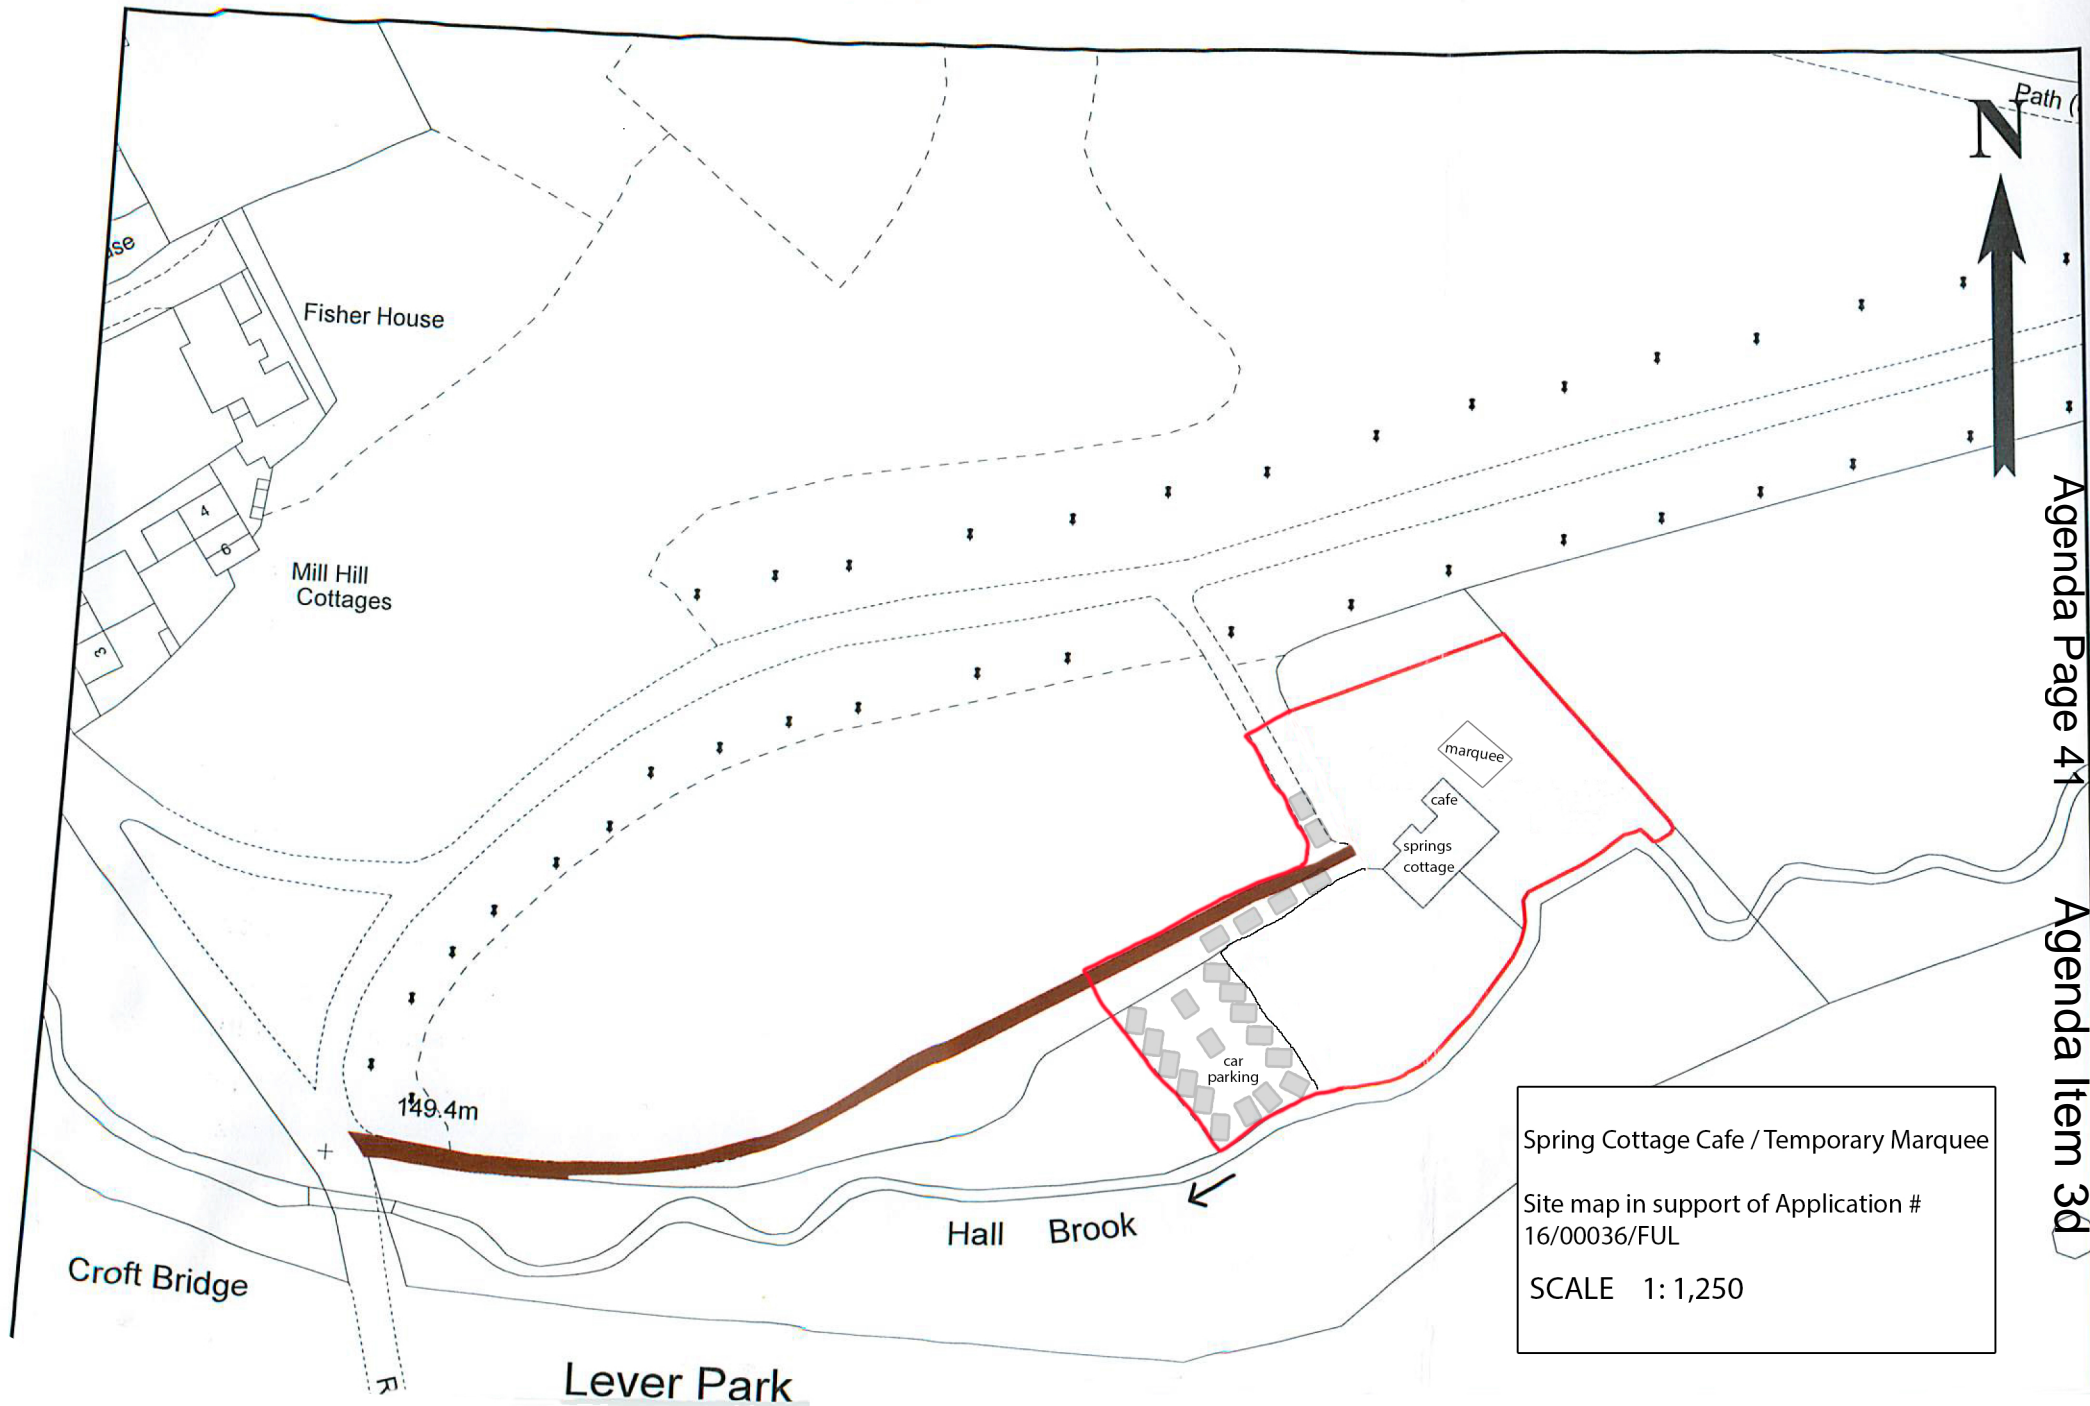 Path (
N
use
Fisher House
4
6
Mill Hill
Cottages
3
marquee
cafe
springs
cottage
car
parking
149.4m
Hall Brook
Croft Bridge
Lever Park
R
Spring Cottage Cafe / Temporary Marquee
Site map in support of Application #
16/00036/FUL
SCALE 1: 1,250
Agenda Page 41
Agenda Item 3d